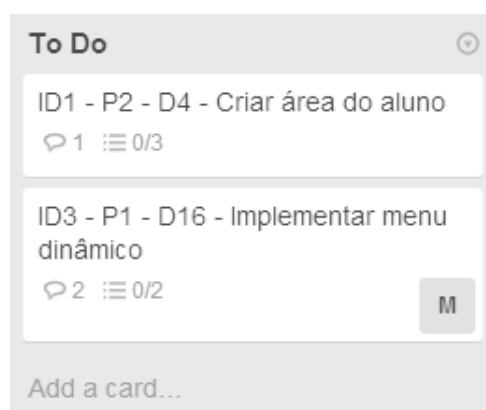 To Do
ID1 - P2 - D4 - Criar área do aluno
1 0/3
ID3 - P1 - D16 - Implementar menu
dinâmico
2 0/2
M
Add a card...